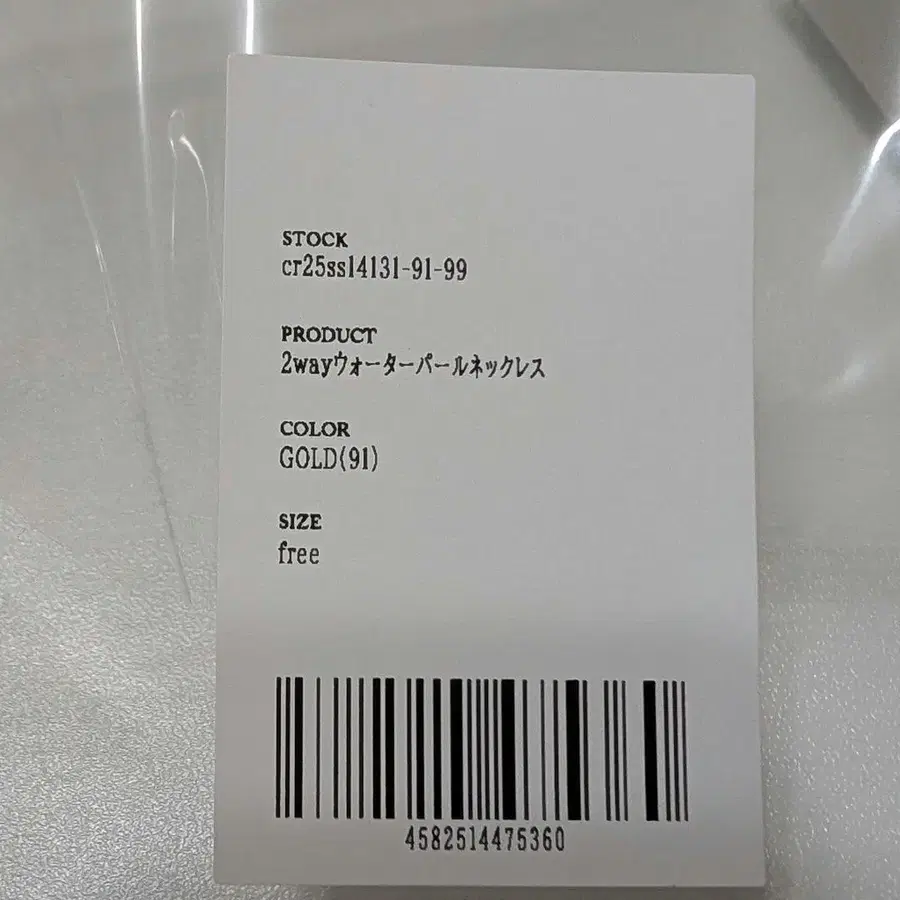 STOCK
cr25ss14131-91-99
PRODUCT
2wayウォーターパールネックレス
COLOR
GOLD(91)
SIZE
free
4582514475360